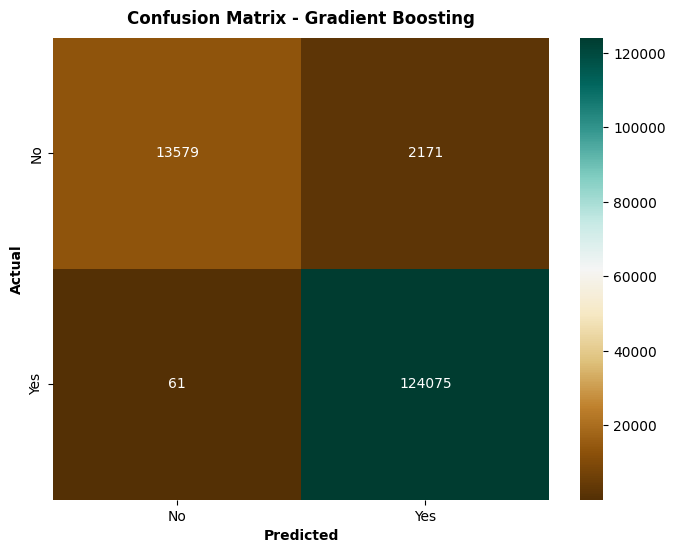 Confusion Matrix - Gradient Boosting
No
13579
2171
Yes
61
124075
Actual
No
Yes
Predicted
120000
100000
80000
60000
40000
20000